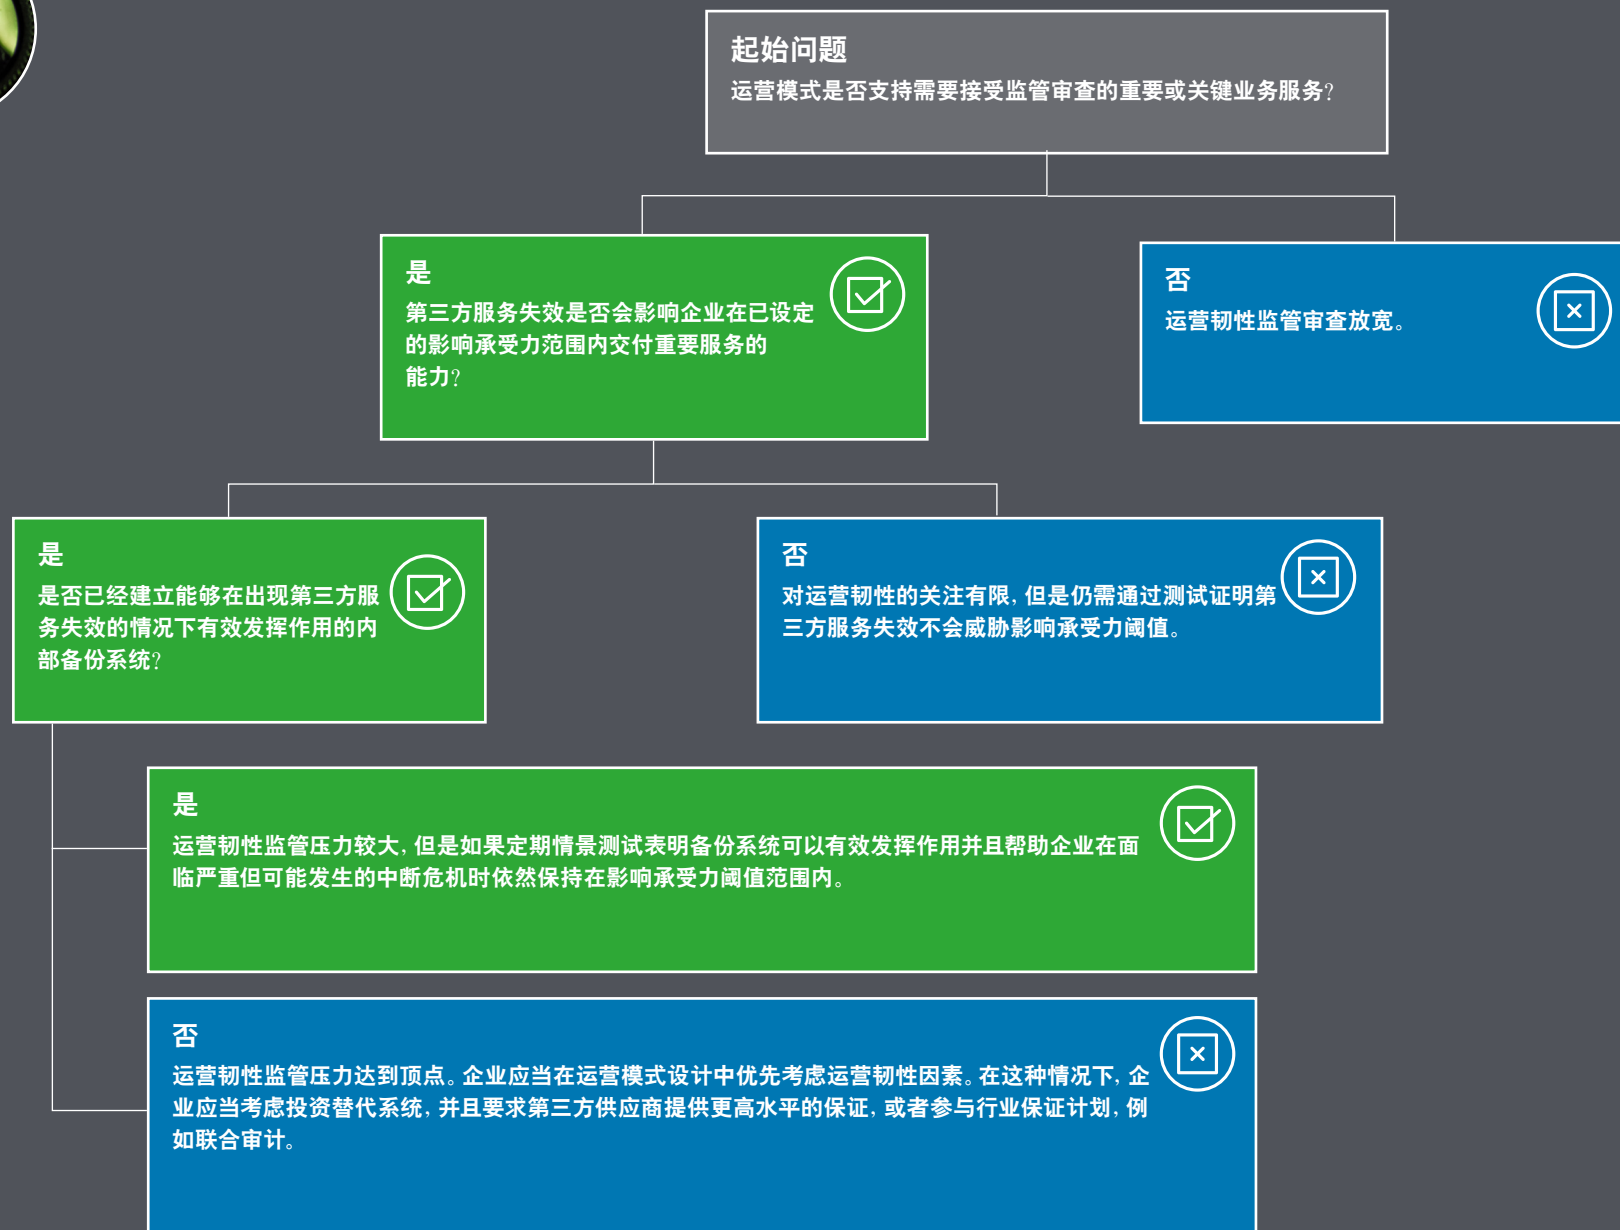 起始问题
运营模式是否支持需要接受监管审查的重要或关键业务服务？
是
第三方服务失效是否会影响企业在已设定
的影响承受力范围内交付重要服务的
能力？
否
运营韧性监管审查放宽。
是
是否已经建立能够在出现第三方服
务失效的情况下有效发挥作用的内
部备份系统？
否
对运营韧性的关注有限，但是仍需通过测试证明第
三方服务失效不会威胁影响承受力阈值。
是
运营韧性监管压力较大，但是如果定期情景测试表明备份系统可以有效发挥作用并且帮助企业在面
临严重但可能发生的中断危机时依然保持在影响承受力阈值范围内。
否
运营韧性监管压力达到顶点。企业应当在运营模式设计中优先考虑运营韧性因素。在这种情况下，企
业应当考虑投资替代系统，并且要求第三方供应商提供更高水平的保证，或者参与行业保证计划，例
如联合审计。